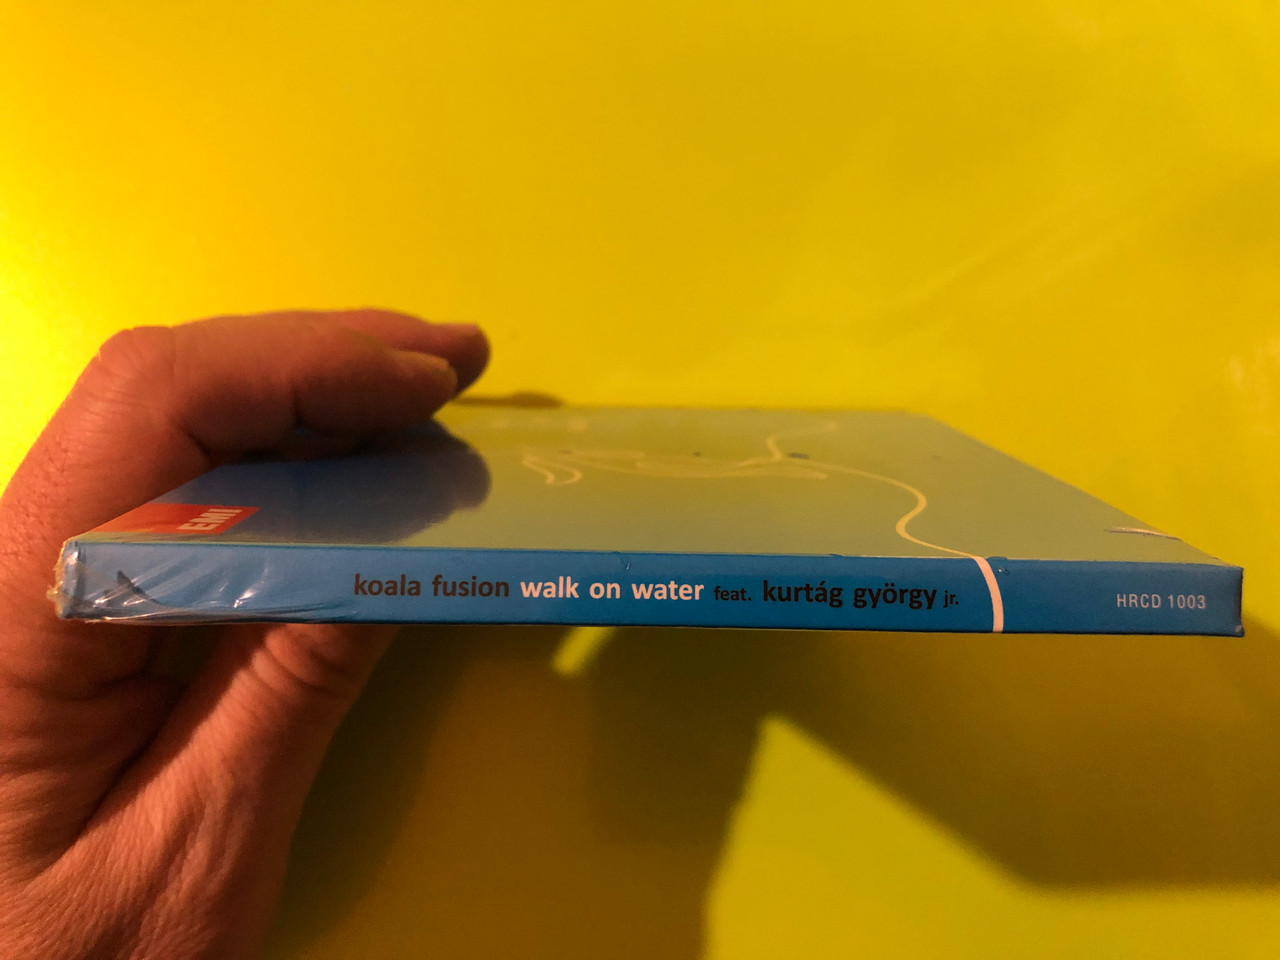 EMI
koala fusion walk on water feat. kurtág györgy jr.
HRCD 1003